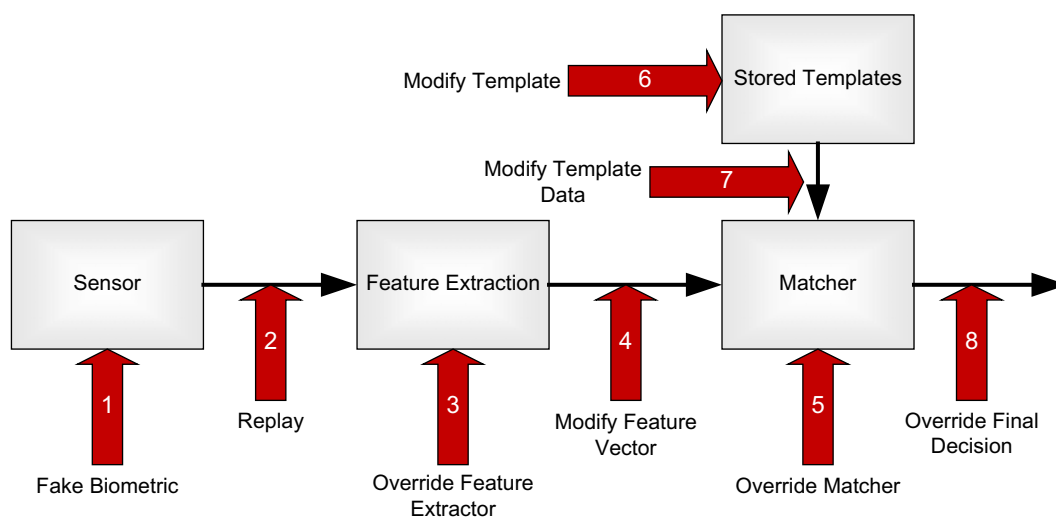 Modify Template
6
Stored Templates
Modify Template
Data
7
Sensor
Feature Extraction
Matcher
1
2
3
4
5
8
Fake Biometric
Replay
Override Feature
Extractor
Modify Feature
Vector
Override Matcher
Override Final
Decision